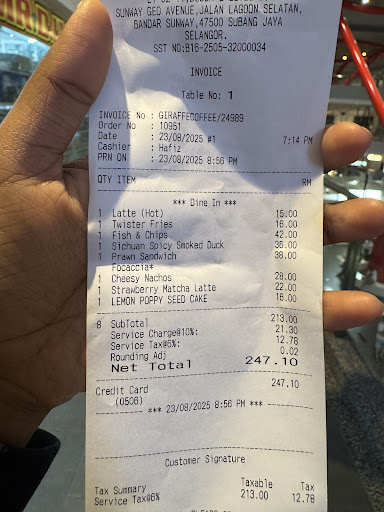 SUNWAY GEO AVENUE,JALAN LAGOON SELATAN,
BANDAR SUNWAY,47500 SUBANG JAYA
SELANGOR.
SST NO:B16-2505-32000034
INVOICE
Table No: 1
INVOICE No : GIRAFFECOFFEE/24989
Order No : 10951
Date : 23/08/2025 #1 7:14 PM
Cashier : Hafiz
PRN ON : 23/08/2025 8:56 PM
QTY ITEM RM
*** Dine In ***
1 Latte (Hot) 15.00
1 Twister Fries 16.00
1 Fish & Chips 42.00
1 Sichuan Spicy Smoked Duck 36.00
1 Prawn Sandwich 38.00
Focaccia*
1 Cheesy Nachos 28.00
1 Strawberry Matcha Latte 22.00
1 LEMON POPPY SEED CAKE 16.00
8 SubTotal 213.00
Service Charge@10%: 21.30
Service Tax@6%: 12.78
Rounding Adj 0.02
Net Total 247.10
Credit Card 247.10
(0506)
*** 23/08/2025 8:56 PM ***
Customer Signature
Tax Summary Taxable Tax
Service Tax@6% 213.00 12.78